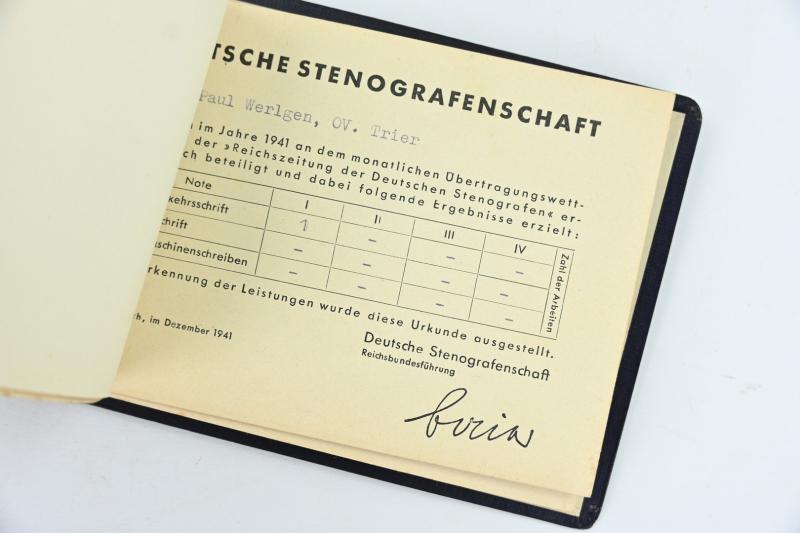 TSCHE STENOGRAFENSCHAFT
Paul Werlgen, OV. Trier
im Jahre 1941 an dem monatlichen Übertragungswett-
der »Reichszeitung der Deutschen Stenografen« er-
ch beteiligt und dabei folgende Ergebnisse erzielt:
Note I II III IV Zahl der Arbeiten
kehrsschrift 1 – – –
chrift – – – –
aschinenschreiben – – – –
rkennung der Leistungen wurde diese Urkunde ausgestellt.
h, im Dezember 1941
Deutsche Stenografenschaft
Reichsbundesführung